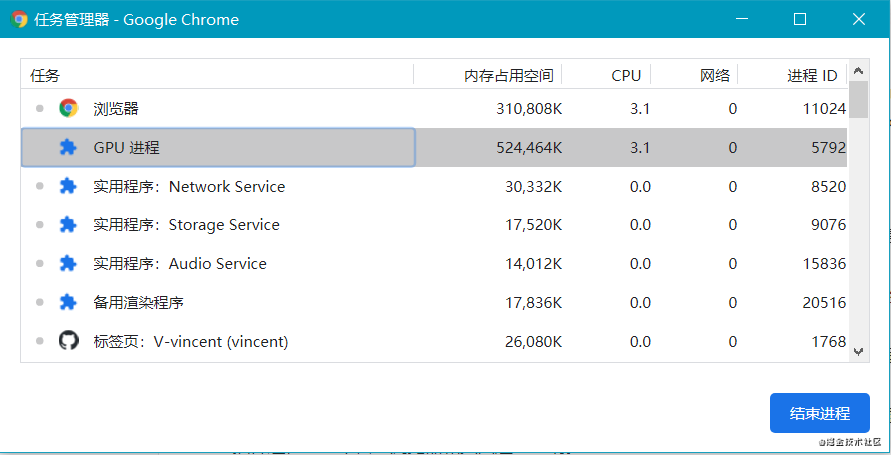 任务管理器 - Google Chrome
任务 内存占用空间 CPU 网络 进程 ID
浏览器 310,808K 3.1 0 11024
GPU 进程 524,464K 3.1 0 5792
实用程序：Network Service 30,332K 0.0 0 8520
实用程序：Storage Service 17,520K 0.0 0 9076
实用程序：Audio Service 14,012K 0.0 0 15836
备用渲染程序 17,836K 0.0 0 20516
标签页：V-vincent (vincent) 26,080K 0.0 0 1768
结束进程
@掘金技术社区